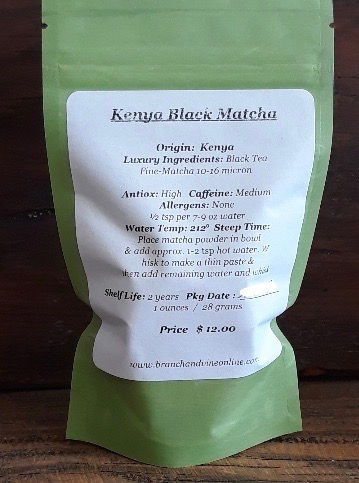 Kenya Black Matcha
Origin: Kenya
Luxury Ingredients: Black Tea
Fine-Matcha 10-16 micron
Antiox: High Caffeine: Medium
Allergens: None
½ tsp per 7-9 oz water
Water Temp: 212° Steep Time:
Place matcha powder in bowl
& add approx. 1-2 tsp hot water. W
hisk to make a thin paste &
then add remaining water and whisk
Shelf Life: 2 years Pkg Date :
1 ounces / 28 grams
Price $ 12.00
www.branchandvineonline.com